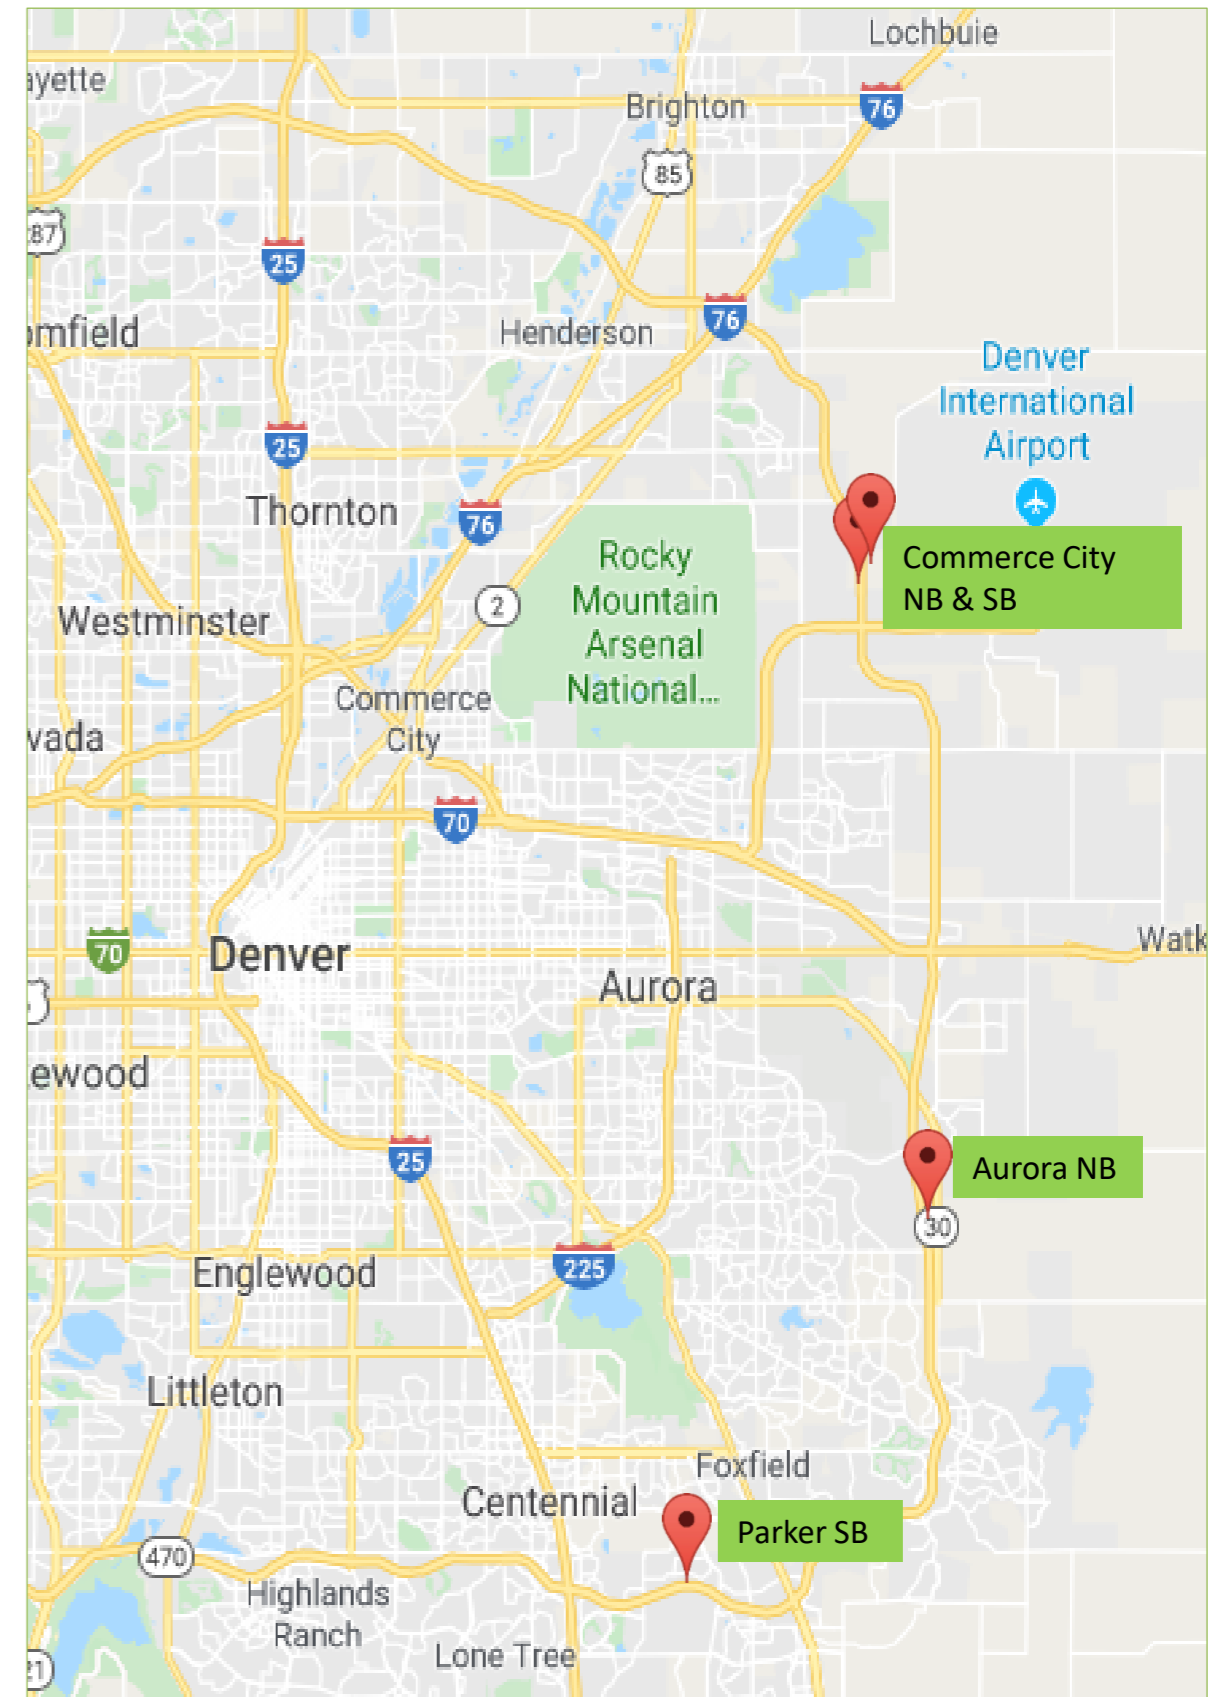 Lochbuie
ayette
Brighton
76
85
87
25
76
omfield
Henderson
Denver
International
Airport
25
Thornton
76
Rocky
Mountain
Arsenal
National...
Commerce City
NB & SB
2
Westminster
Commerce
City
vada
70
70
Denver
Watk
Aurora
ewood
25
Aurora NB
30
225
Englewood
Littleton
Foxfield
Centennial
Parker SB
470
Highlands
Ranch
Lone Tree